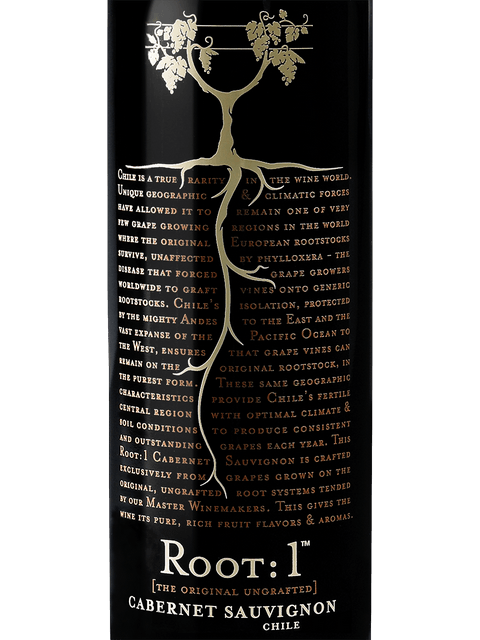 Chile is a true rarity in the wine world.
Unique geographic & climatic forces
have allowed it to remain one of very
few grape growing regions in the world
where the original European rootstocks
survive, unaffected by phylloxera - the
disease that forced grape growers
worldwide to graft vines onto generic
rootstocks. Chile's isolation, protected
by the mighty Andes to the East and the
vast expanse of the Pacific Ocean to
the West, ensures that grape vines can
remain on the original rootstock, in
the purest form. These same geographic
characteristics provide Chile's fertile
central region with optimal climate &
soil conditions to produce consistent
and outstanding grapes each year. This
Root:1 Cabernet Sauvignon is crafted
exclusively from grapes grown on the
original, ungrafted root systems tended
by our Master Winemakers. This gives the
wine its pure, rich fruit flavors & aromas.
Root:1™
[THE ORIGINAL UNGRAFTED]
CABERNET SAUVIGNON
CHILE